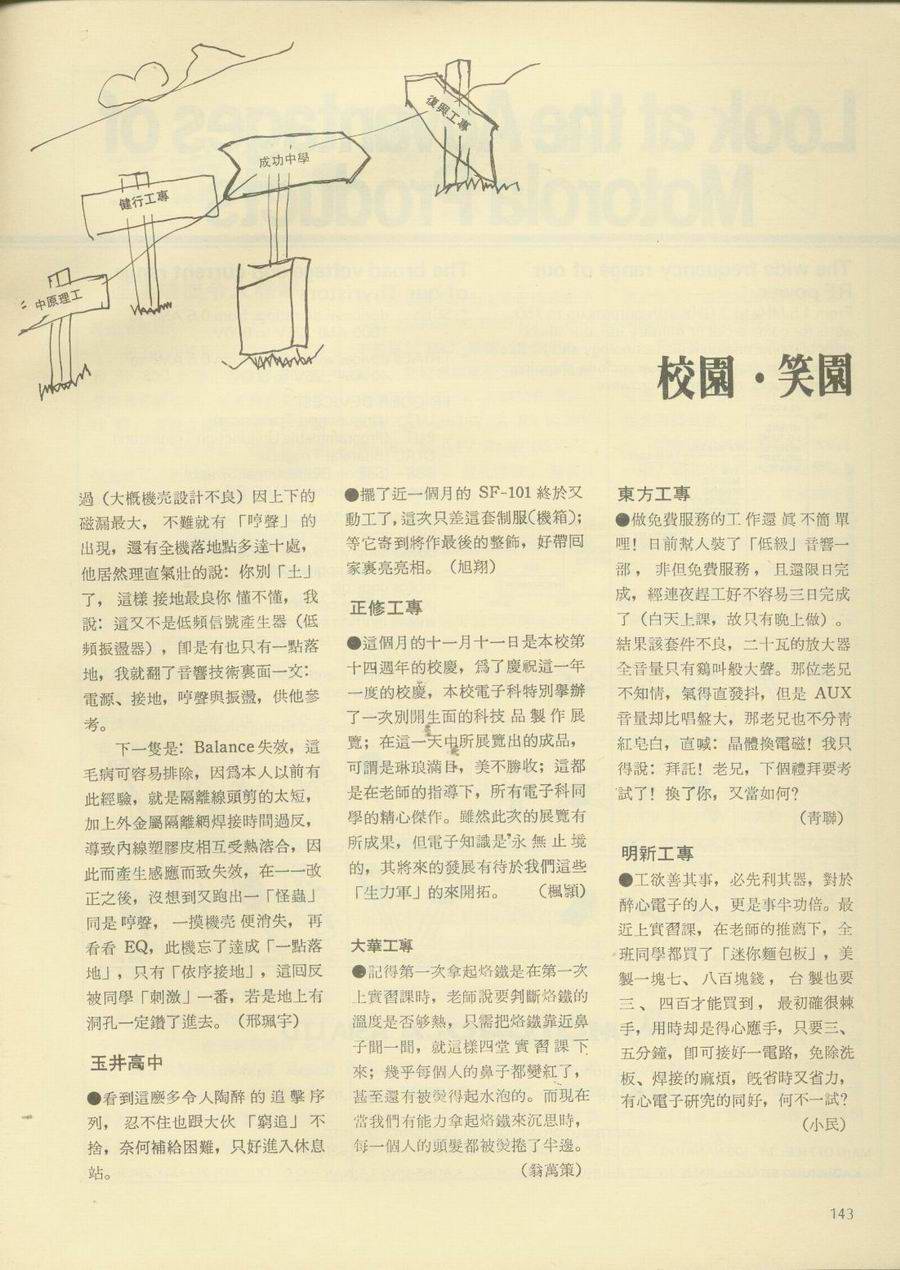 復興工專
成功中學
健行工專
中原理工
校園・笑園
過（大概機壳設計不良）因上下的
磁漏最大，不難就有「哼聲」的
出現，還有全機落地點多達十處，
他居然理直氣壯的說：你別「土」
了，這樣接地最良你懂不懂，我
說：這又不是低頻信號產生器（低
頻振盪器），卽是有也只有一點落
地，我就翻了音響技術裏面一文：
電源、接地，哼聲與振盪，供他參
考。
下一隻是：Balance失效，這
毛病可容易排除，因爲本人以前有
此經驗，就是隔離線頭剪的太短，
加上外金屬隔離網焊接時間過反，
導致內線塑膠皮相互受熱溶合，因
此而產生感應而致失效，在一一改
正之後，沒想到又跑出一「怪蟲」
同是哼聲，一摸機壳便消失，再
看看 EQ，此機忘了達成「一點落
地」，只有「依序接地」，這回反
被同學「刺激」一番，若是地上有
洞孔一定鑽了進去。（邢珮宇）
玉井高中
●看到這麼多令人陶醉的追擊序
列，忍不住也跟大伙「窮追」不
捨，奈何補給困難，只好進入休息
站。
●擺了近一個月的 SF-101 終於又
動工了，這次只差這套制服（機箱）；
等它寄到將作最後的整飾，好帶回
家裏亮亮相。（旭翔）
正修工專
●這個月的十一月十一日是本校第
十四週年的校慶，爲了慶祝這一年
一度的校慶，本校電子科特別擧辦
了一次別開生面的科技品製作展
覽；在這一天中所展覽出的成品，
可謂是琳琅滿目，美不勝收；這都
是在老師的指導下，所有電子科同
學的精心傑作。雖然此次的展覽有
所成果，但電子知識是永無止境
的，其將來的發展有待於我們這些
「生力軍」的來開拓。（楓潁）
大華工專
●記得第一次拿起烙鐵是在第一次
上實習課時，老師說要判斷烙鐵的
溫度是否够熱，只需把烙鐵靠近鼻
子聞一聞，就這樣四堂實習課下
來；幾乎每個人的鼻子都變紅了，
甚至還有被燙得起水泡的。而現在
當我們有能力拿起烙鐵來沉思時，
每一個人的頭髮都被燙捲了半邊。
（翁萬策）
東方工專
●做免費服務的工作還眞不簡單
哩！日前幫人裝了「低級」音響一
部，非但免費服務，且還限日完
成，經連夜趕工好不容易三日完成
了（白天上課，故只有晚上做）。
結果該套件不良，二十瓦的放大器
全音量只有鷄叫般大聲。那位老兄
不知情，氣得直發抖，但是 AUX
音量却比唱盤大，那老兄也不分青
紅皂白，直喊：晶體換電磁！我只
得說：拜託！老兄，下個禮拜要考
試了！換了你，又當如何？
（青聯）
明新工專
●工欲善其事，必先利其器，對於
醉心電子的人，更是事半功倍。最
近上實習課，在老師的推薦下，全
班同學都買了「迷你麵包板」，美
製一塊七、八百塊錢，台製也要
三、四百才能買到，最初確很棘
手，用時却是得心應手，只要三、
五分鐘，卽可接好一電路，免除洗
板、焊接的麻煩，旣省時又省力，
有心電子研究的同好，何不一試？
（小民）
143